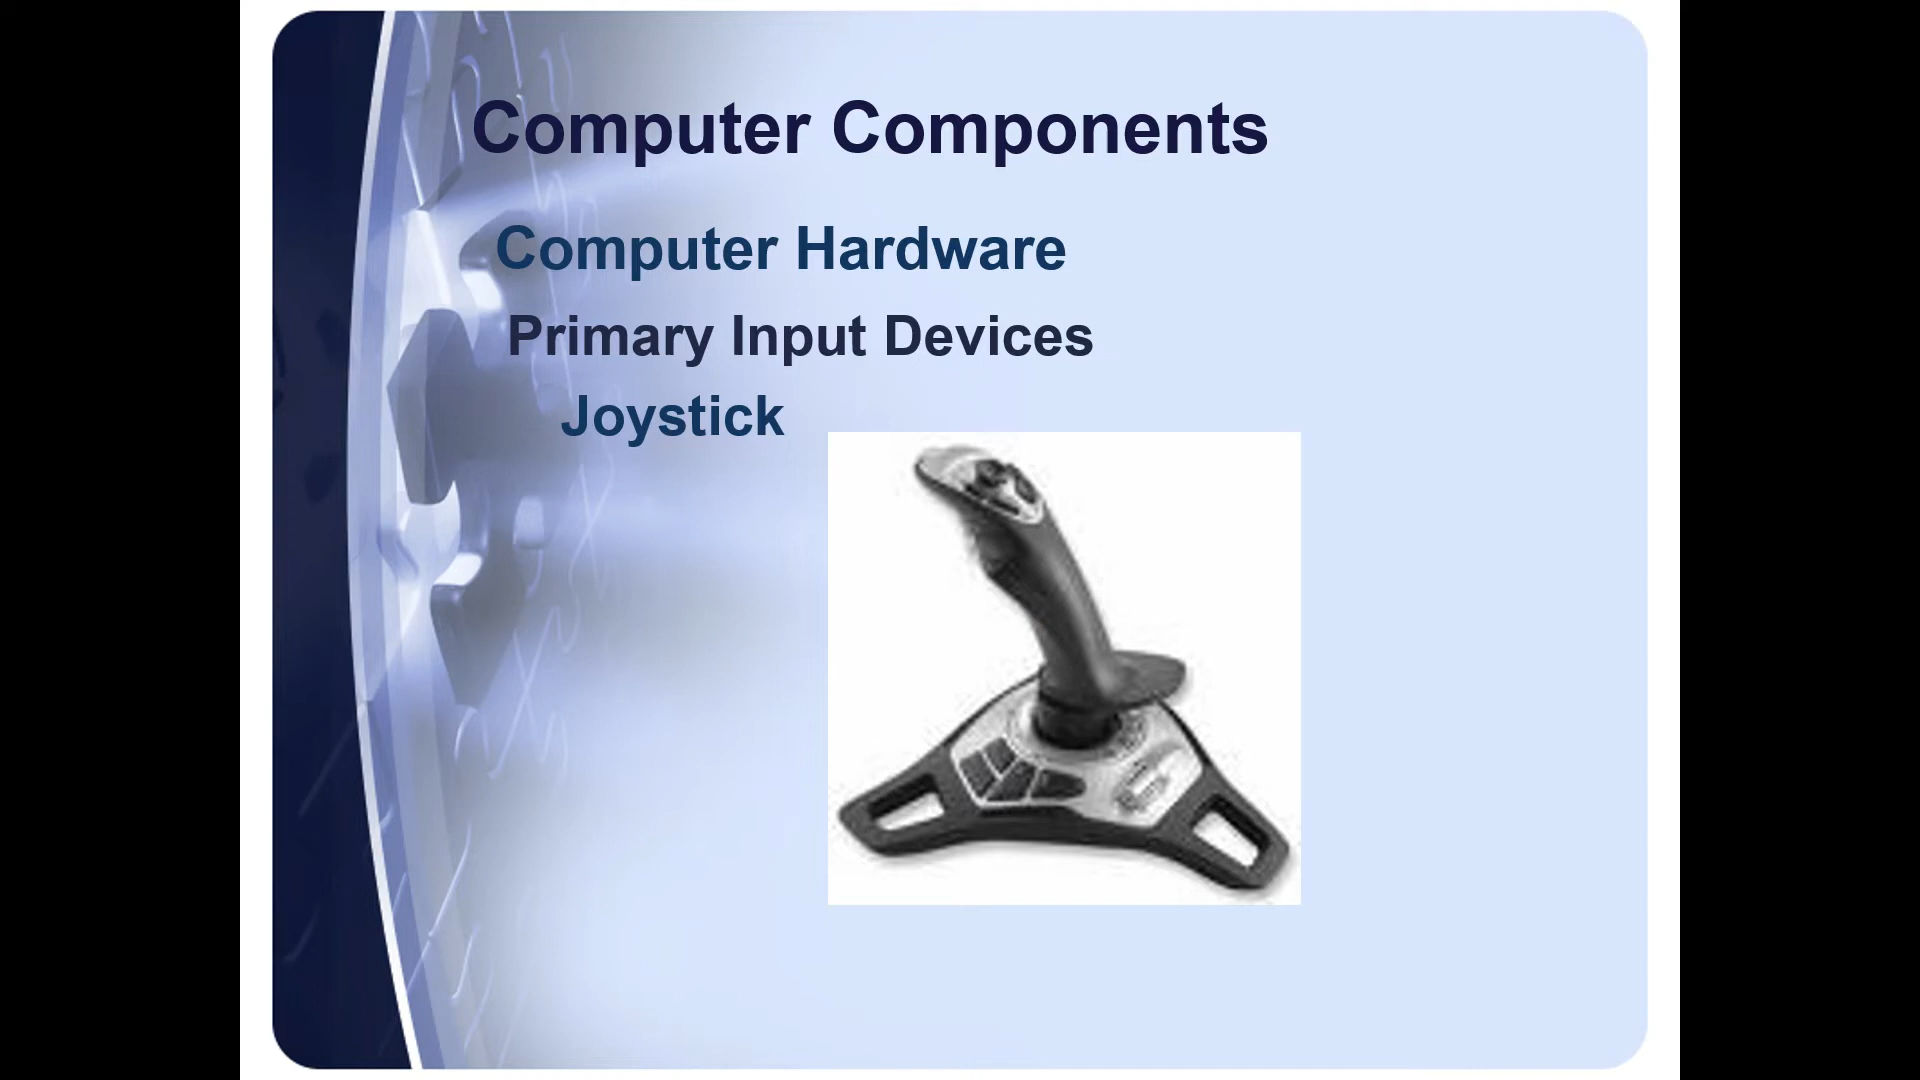 Computer Components
Computer Hardware
Primary Input Devices
Joystick